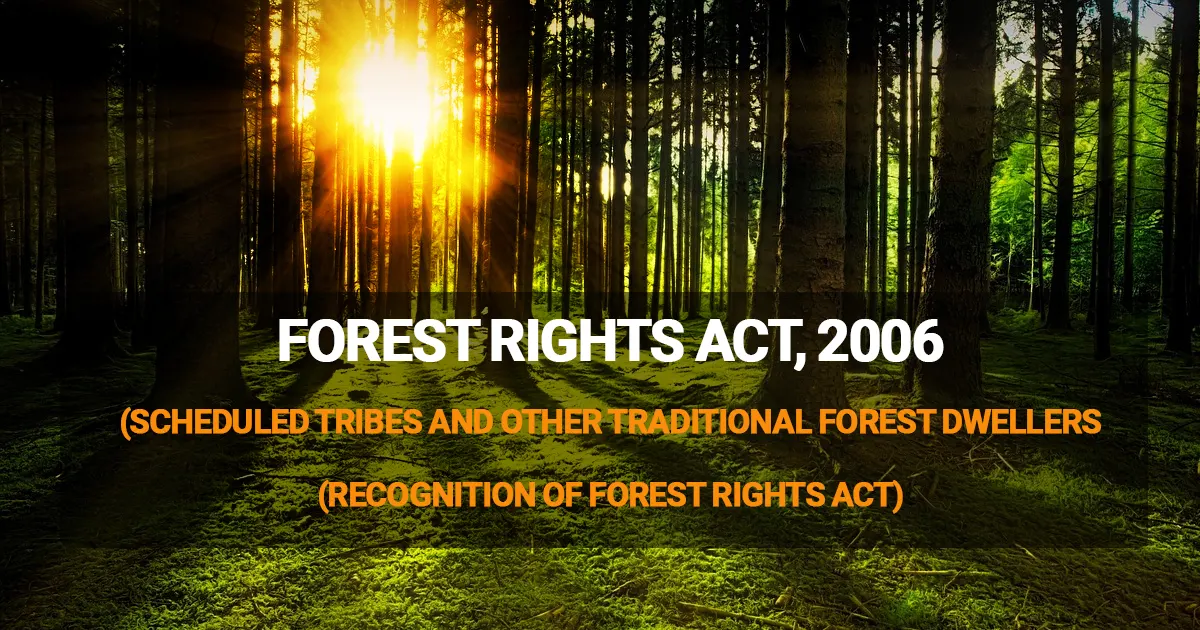 FOREST RIGHTS ACT, 2006
(SCHEDULED TRIBES AND OTHER TRADITIONAL FOREST DWELLERS
(RECOGNITION OF FOREST RIGHTS ACT)